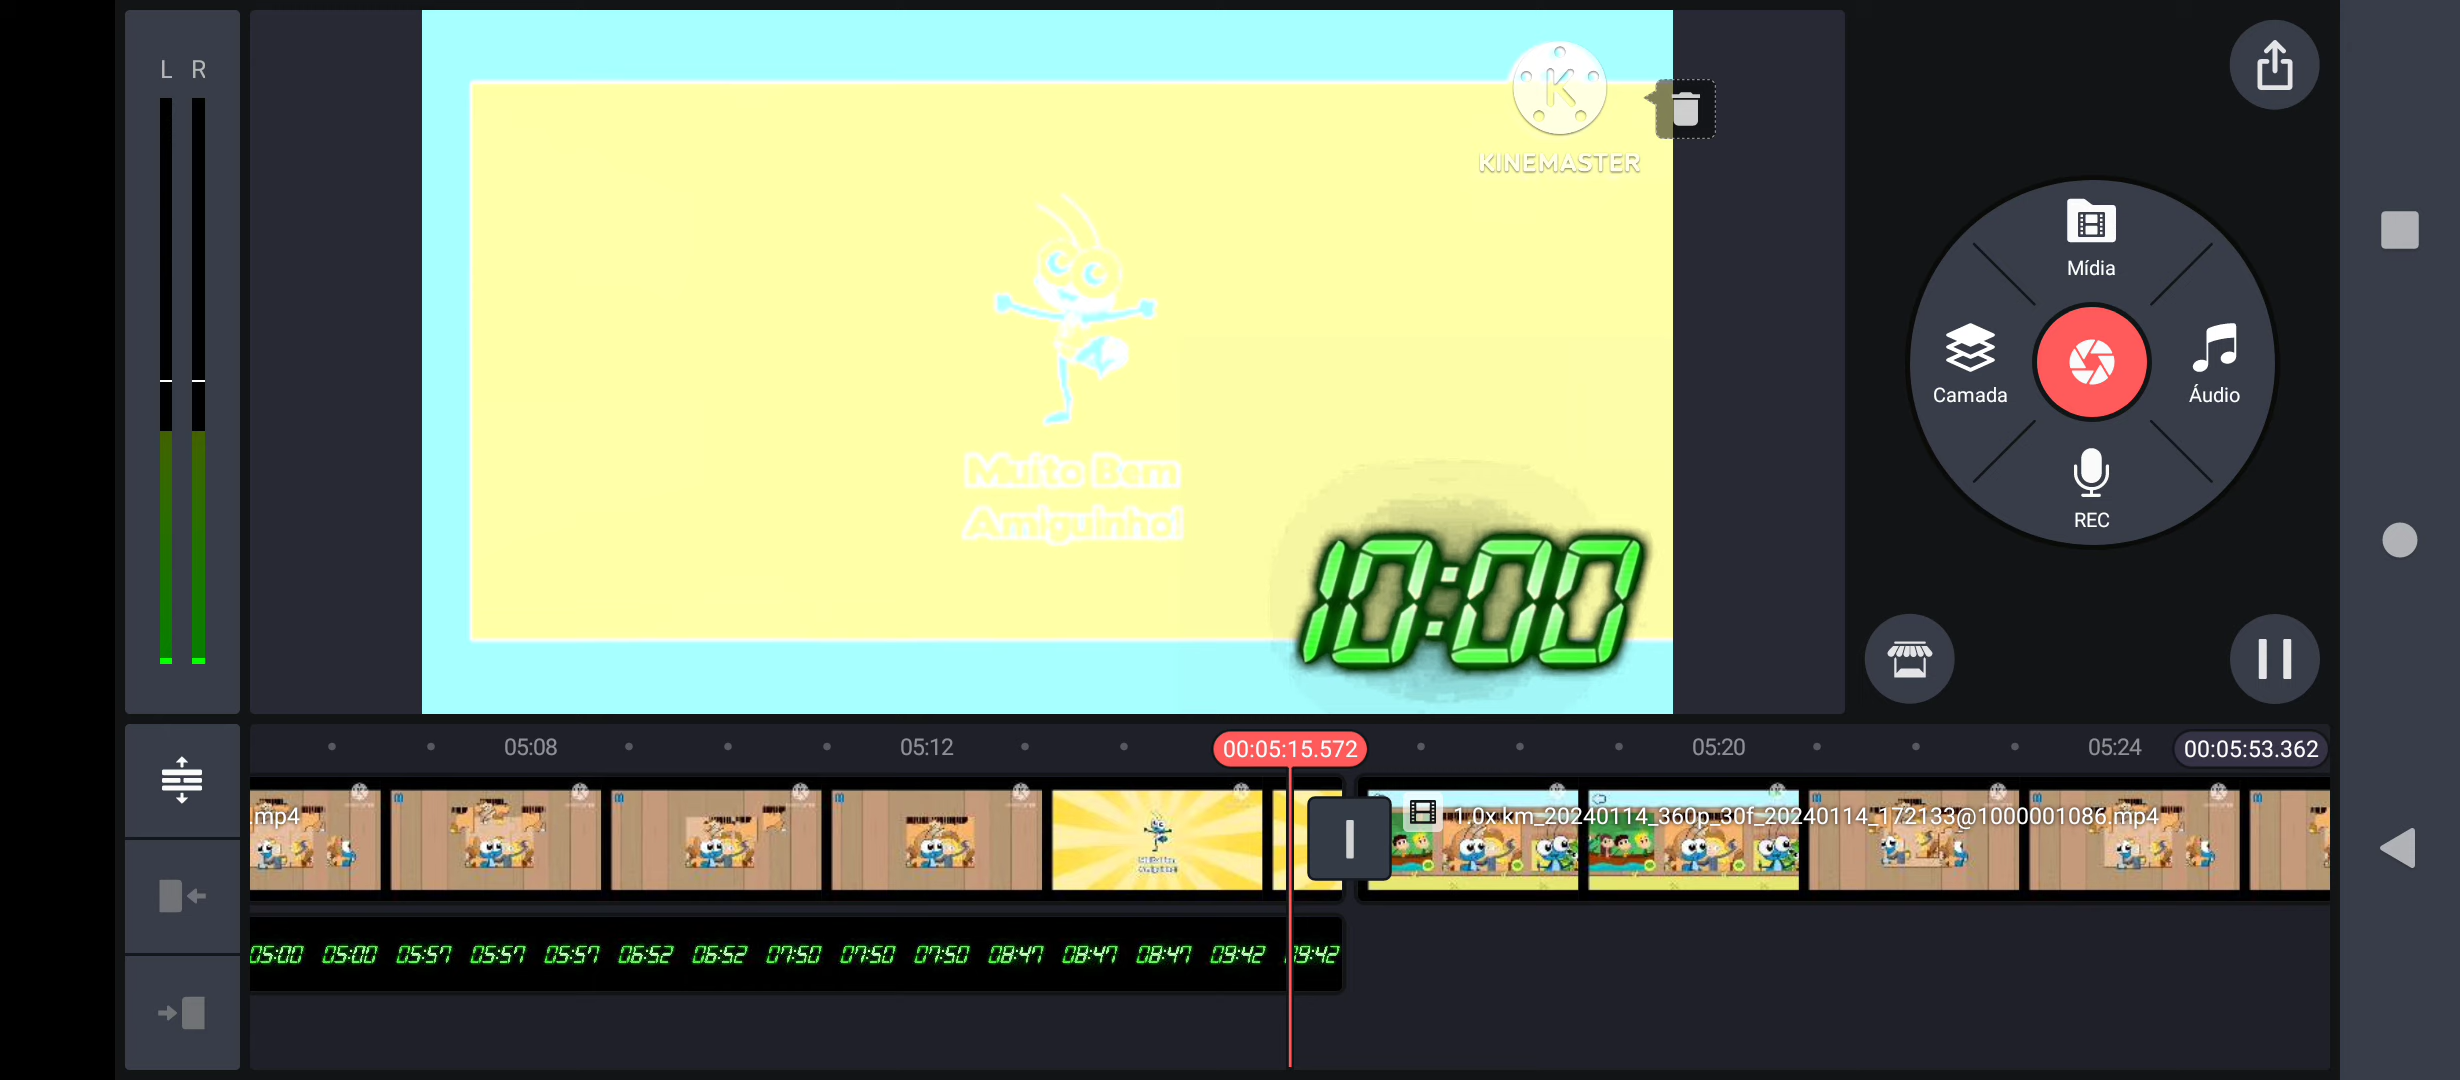 L R
K
KINEMASTER
Muito Bem
Amiguinho!
10:00
Mídia
Camada
Áudio
REC
05:08
05:12
00:05:15.572
05:20
05:24
00:05:53.362
.mp4
1.0x km_20240114_360p_30f_20240114_172133@1000001086.mp4
05:00 05:00 05:57 05:57 05:57 06:52 06:52 07:50 07:50 07:50 08:47 08:47 08:47 09:42 09:42